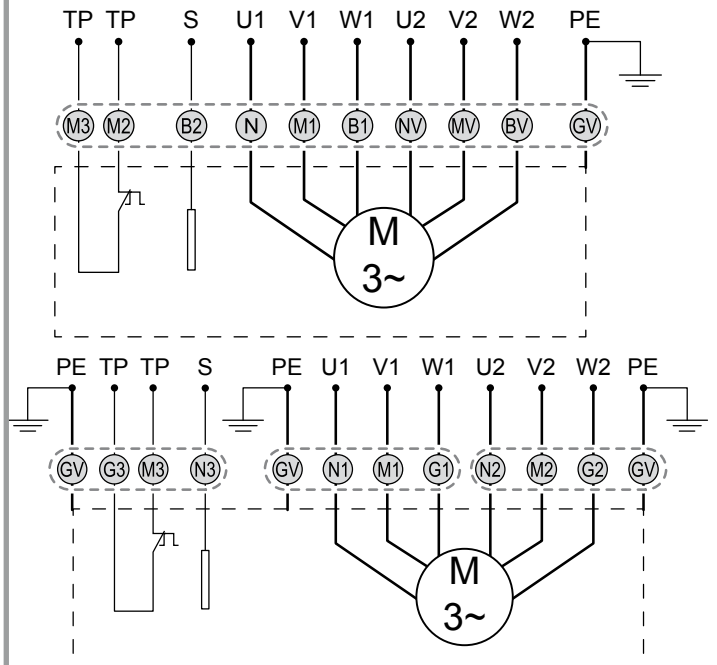 TP TP S U1 V1 W1 U2 V2 W2 PE
M3 M2 B2 N M1 B1 NV MV BV GV
M
3~
PE TP TP S PE U1 V1 W1 U2 V2 W2 PE
GV G3 M3 N3 GV N1 M1 G1 N2 M2 G2 GV
M
3~